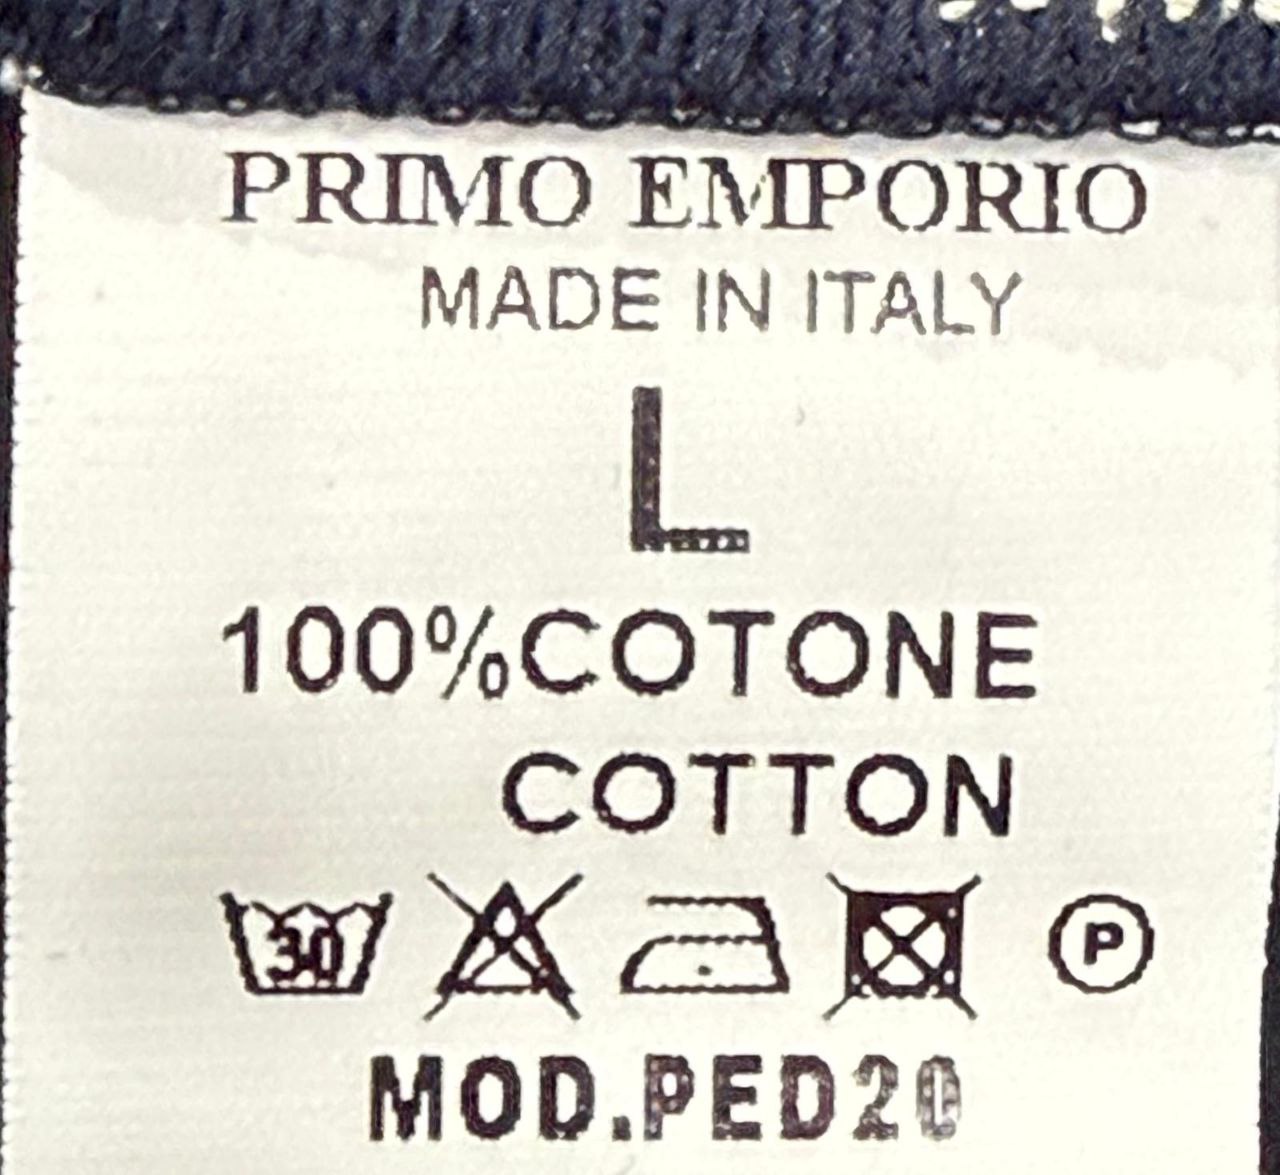 PRIMO EMPORIO
MADE IN ITALY
L
100%COTONE
COTTON
30 P
MOD.PED20